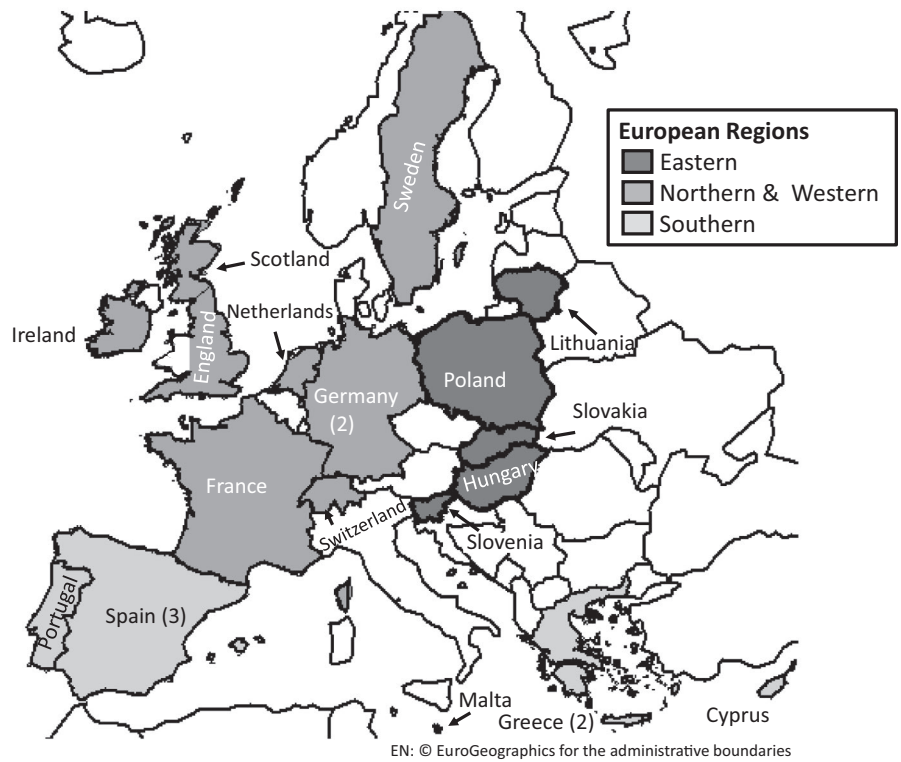 European Regions
Eastern
Northern & Western
Southern
Sweden
Scotland
Netherlands
Ireland
England
Lithuania
Germany
(2)
Poland
Slovakia
France
Hungary
Switzerland
Slovenia
Portugal
Spain (3)
Malta
Greece (2)
Cyprus
EN: © EuroGeographics for the administrative boundaries